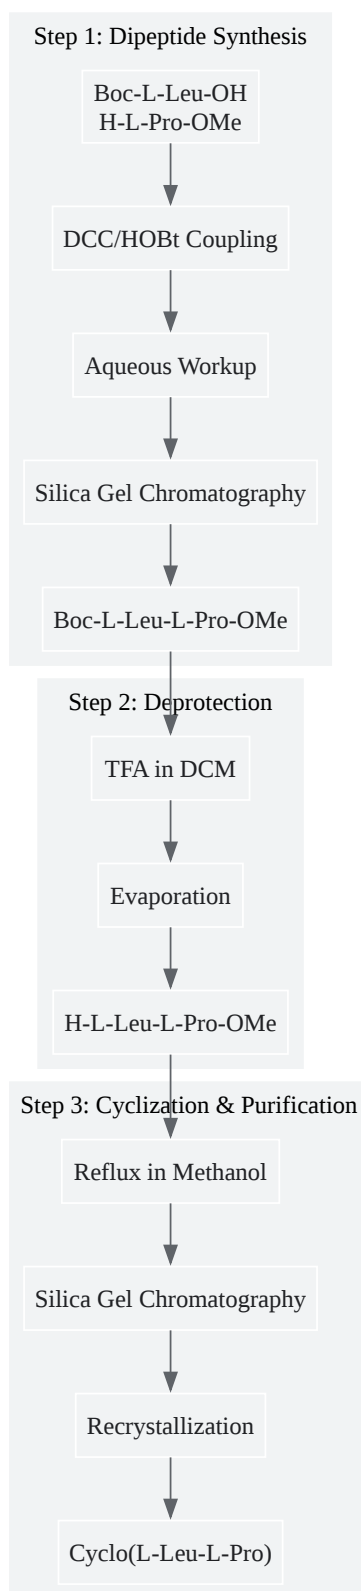 Step 1: Dipeptide Synthesis
Boc-L-Leu-OH
H-L-Pro-OMe
DCC/HOBt Coupling
Aqueous Workup
Silica Gel Chromatography
Boc-L-Leu-L-Pro-OMe
Step 2: Deprotection
TFA in DCM
Evaporation
H-L-Leu-L-Pro-OMe
Step 3: Cyclization & Purification
Reflux in Methanol
Silica Gel Chromatography
Recrystallization
Cyclo(L-Leu-L-Pro)